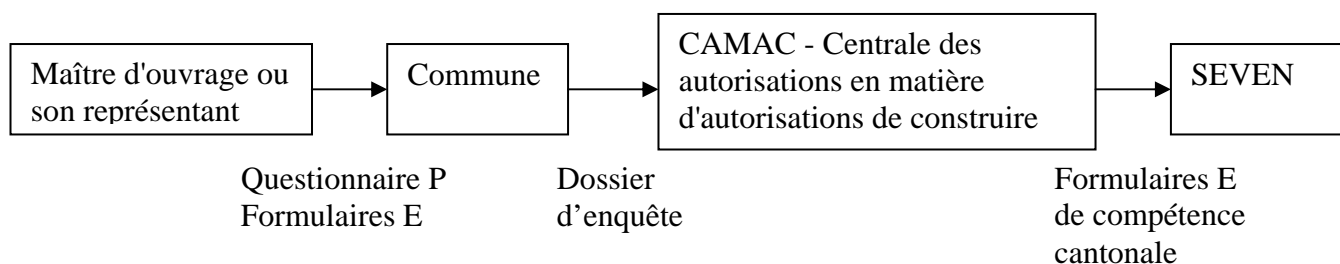 Maître d'ouvrage ou
son représentant
Commune
CAMAC - Centrale des
autorisations en matière
d'autorisations de construire
SEVEN
Questionnaire P
Formulaires E
Dossier
d’enquête
Formulaires E
de compétence
cantonale